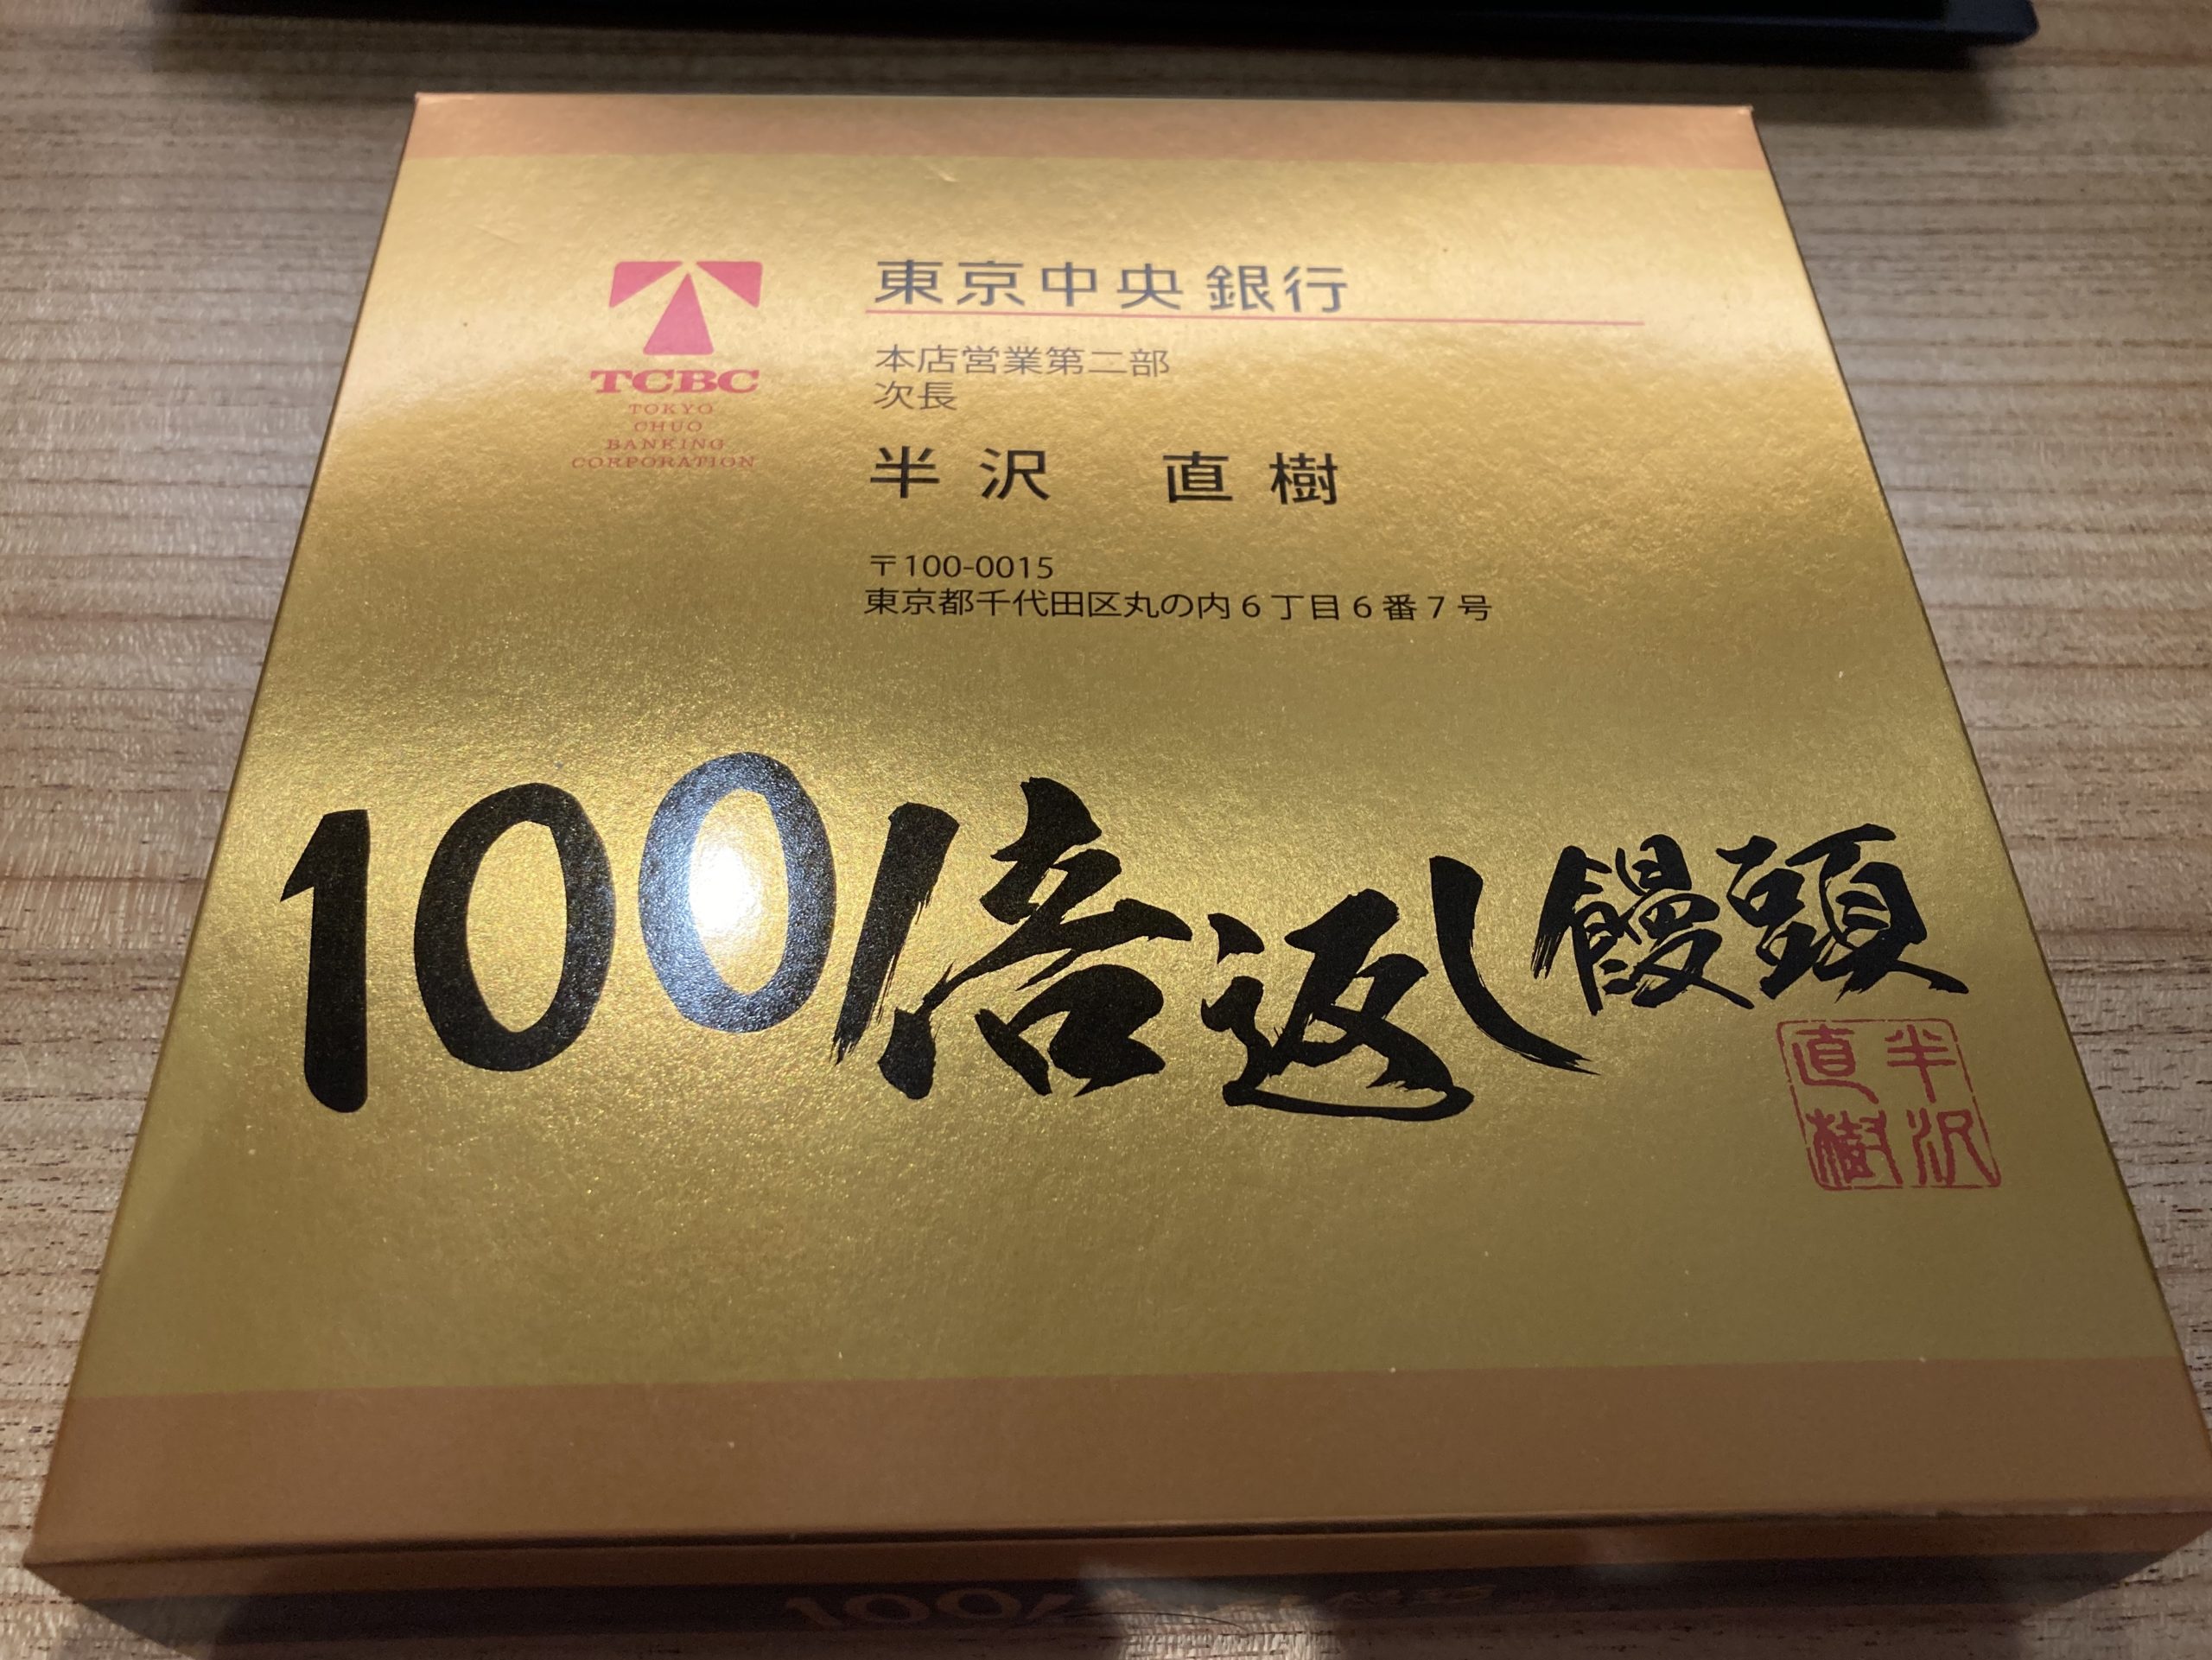 東京中央銀行
TCBC
TOKYO
CHUO
BANKING
CORPORATION
本店営業第二部
次長
半沢 直樹
〒100-0015
東京都千代田区丸の内6丁目6番7号
100倍返し饅頭
半沢
直樹
100